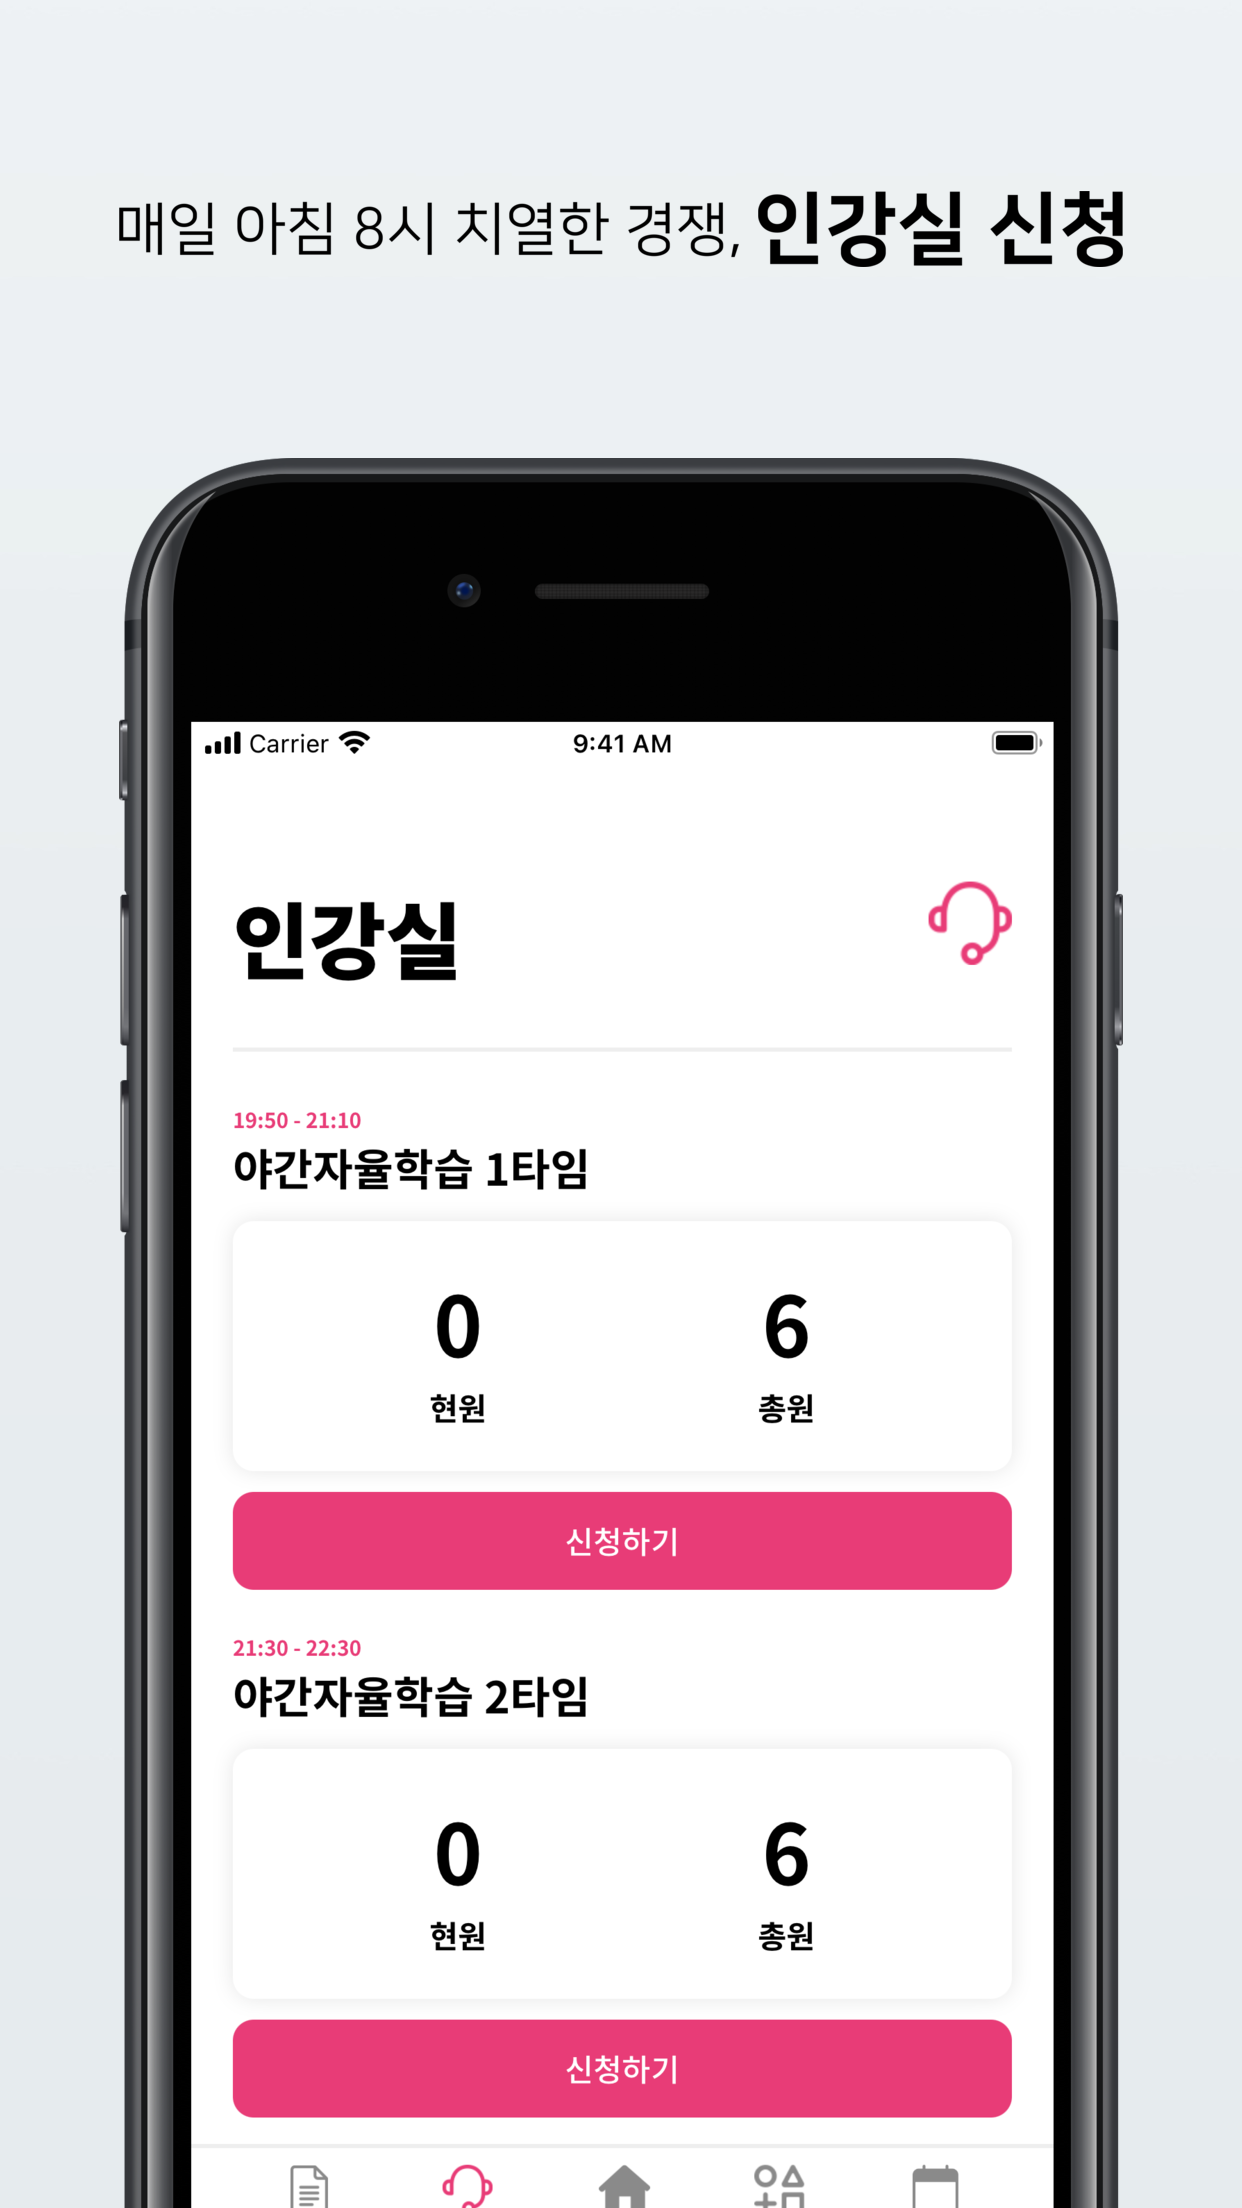 매일 아침 8시 치열한 경쟁, 인강실 신청
Carrier 9:41 AM
인강실
19:50 - 21:10
야간자율학습 1타임
0 6
현원 총원
신청하기
21:30 - 22:30
야간자율학습 2타임
0 6
현원 총원
신청하기